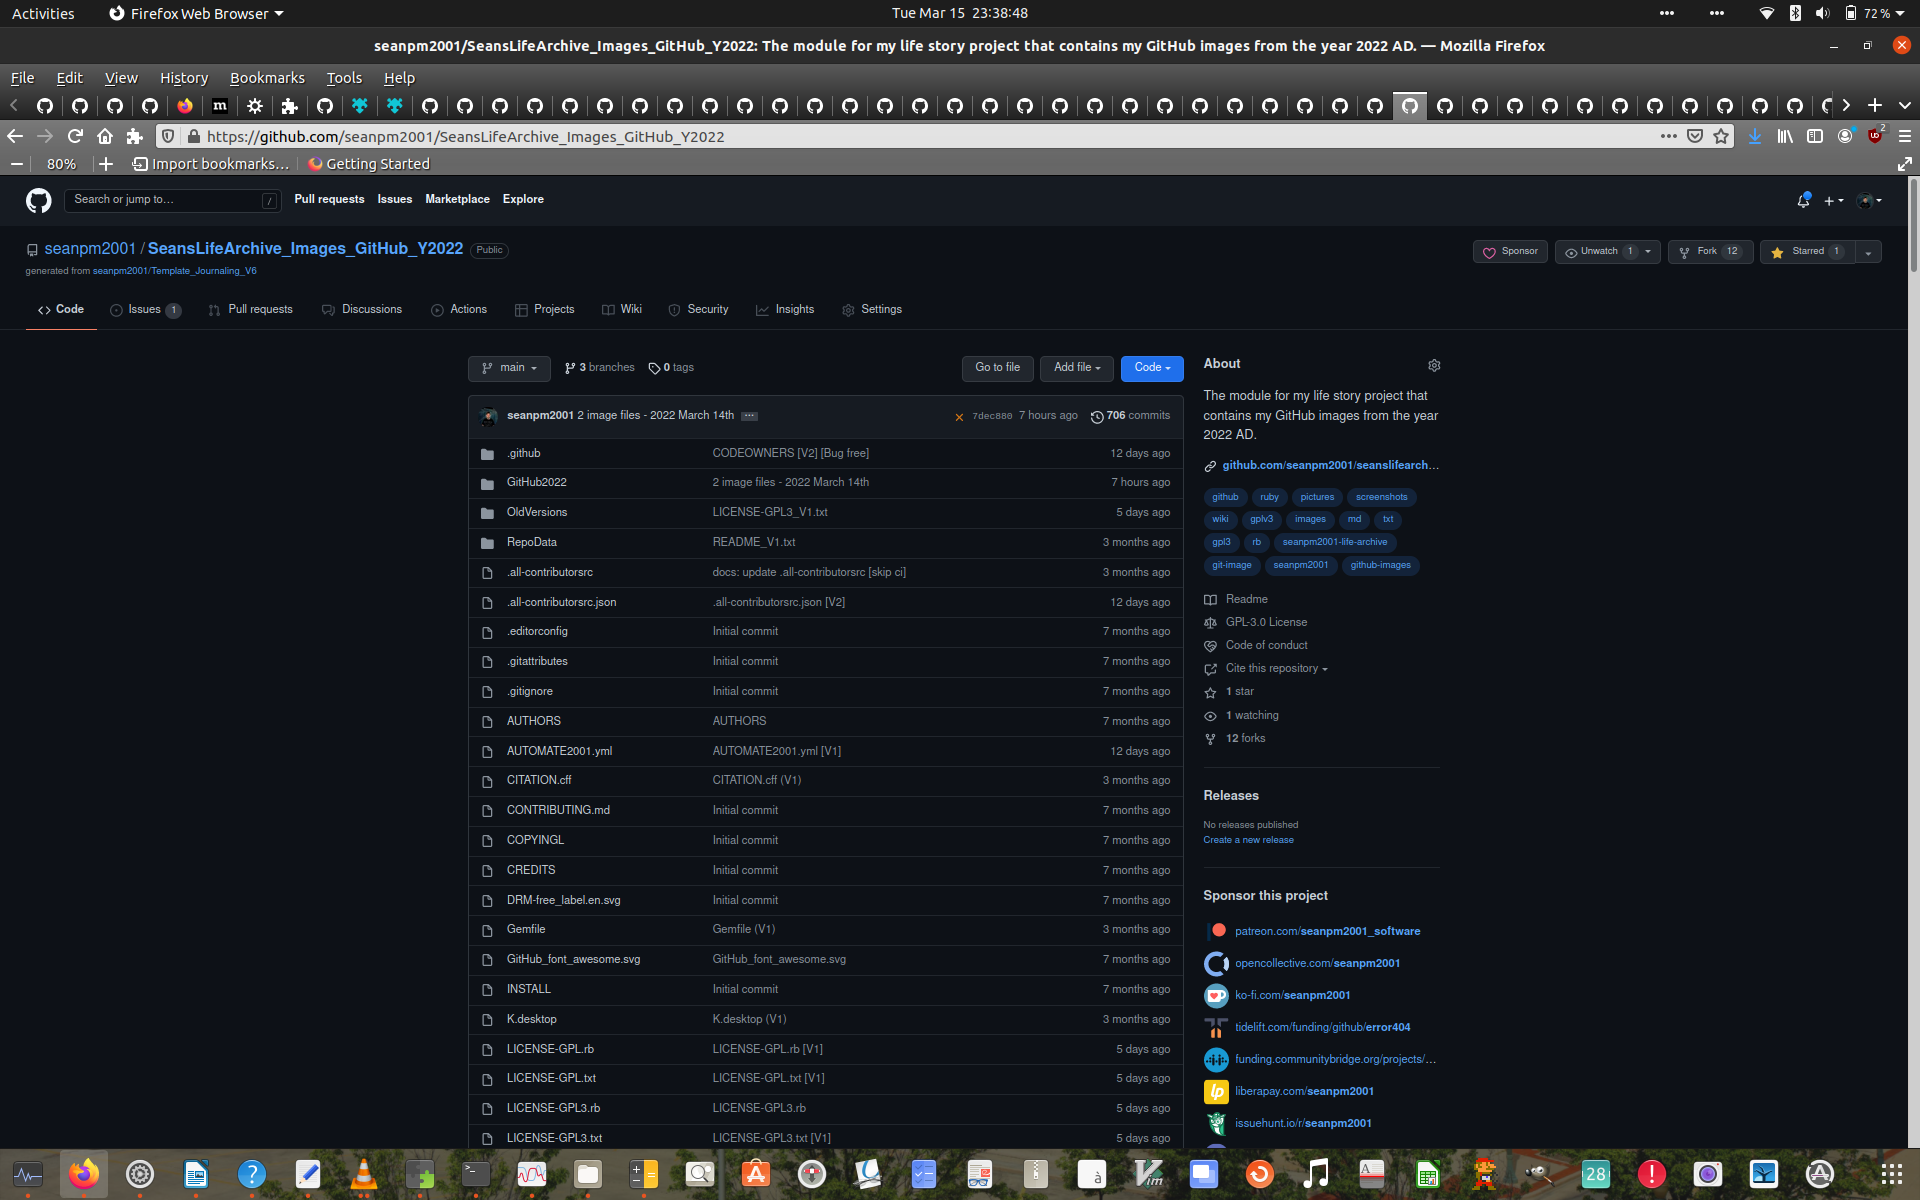 Activities Firefox Web Browser Tue Mar 15 23:38:48 72 %
seanpm2001/SeansLifeArchive_Images_GitHub_Y2022: The module for my life story project that contains my GitHub images from the year 2022 AD. — Mozilla Firefox
File Edit View History Bookmarks Tools Help
https://github.com/seanpm2001/SeansLifeArchive_Images_GitHub_Y2022 2
80% Import bookmarks... Getting Started
Search or jump to... / Pull requests Issues Marketplace Explore
seanpm2001 / SeansLifeArchive_Images_GitHub_Y2022 Public Sponsor Unwatch 1 Fork 12 Starred 1
generated from seanpm2001/Template_Journaling_V6
Code Issues 1 Pull requests Discussions Actions Projects Wiki Security Insights Settings
main 3 branches 0 tags Go to file Add file Code
seanpm2001 2 image files - 2022 March 14th 7dec880 7 hours ago 706 commits
.github CODEOWNERS [V2] [Bug free] 12 days ago
GitHub2022 2 image files - 2022 March 14th 7 hours ago
OldVersions LICENSE-GPL3_V1.txt 5 days ago
RepoData README_V1.txt 3 months ago
.all-contributorsrc docs: update .all-contributorsrc [skip ci] 3 months ago
.all-contributorsrc.json .all-contributorsrc.json [V2] 12 days ago
.editorconfig Initial commit 7 months ago
.gitattributes Initial commit 7 months ago
.gitignore Initial commit 7 months ago
AUTHORS AUTHORS 7 months ago
AUTOMATE2001.yml AUTOMATE2001.yml [V1] 12 days ago
CITATION.cff CITATION.cff (V1) 3 months ago
CONTRIBUTING.md Initial commit 7 months ago
COPYINGL Initial commit 7 months ago
CREDITS Initial commit 7 months ago
DRM-free_label.en.svg Initial commit 7 months ago
Gemfile Gemfile (V1) 3 months ago
GitHub_font_awesome.svg GitHub_font_awesome.svg 7 months ago
INSTALL Initial commit 7 months ago
K.desktop K.desktop (V1) 3 months ago
LICENSE-GPL.rb LICENSE-GPL.rb [V1] 5 days ago
LICENSE-GPL.txt LICENSE-GPL.txt [V1] 5 days ago
LICENSE-GPL3.rb LICENSE-GPL3.rb 5 days ago
LICENSE-GPL3.txt LICENSE-GPL3.txt [V1] 5 days ago
About
The module for my life story project that
contains my GitHub images from the year
2022 AD.
github.com/seanpm2001/seanslifearch...
github ruby pictures screenshots
wiki gplv3 images md txt
gpl3 rb seanpm2001-life-archive
git-image seanpm2001 github-images
Readme
GPL-3.0 License
Code of conduct
Cite this repository
1 star
1 watching
12 forks
Releases
No releases published
Create a new release
Sponsor this project
patreon.com/seanpm2001_software
opencollective.com/seanpm2001
ko-fi.com/seanpm2001
tidelift.com/funding/github/error404
funding.communitybridge.org/projects/...
liberapay.com/seanpm2001
issuehunt.io/r/seanpm2001
28